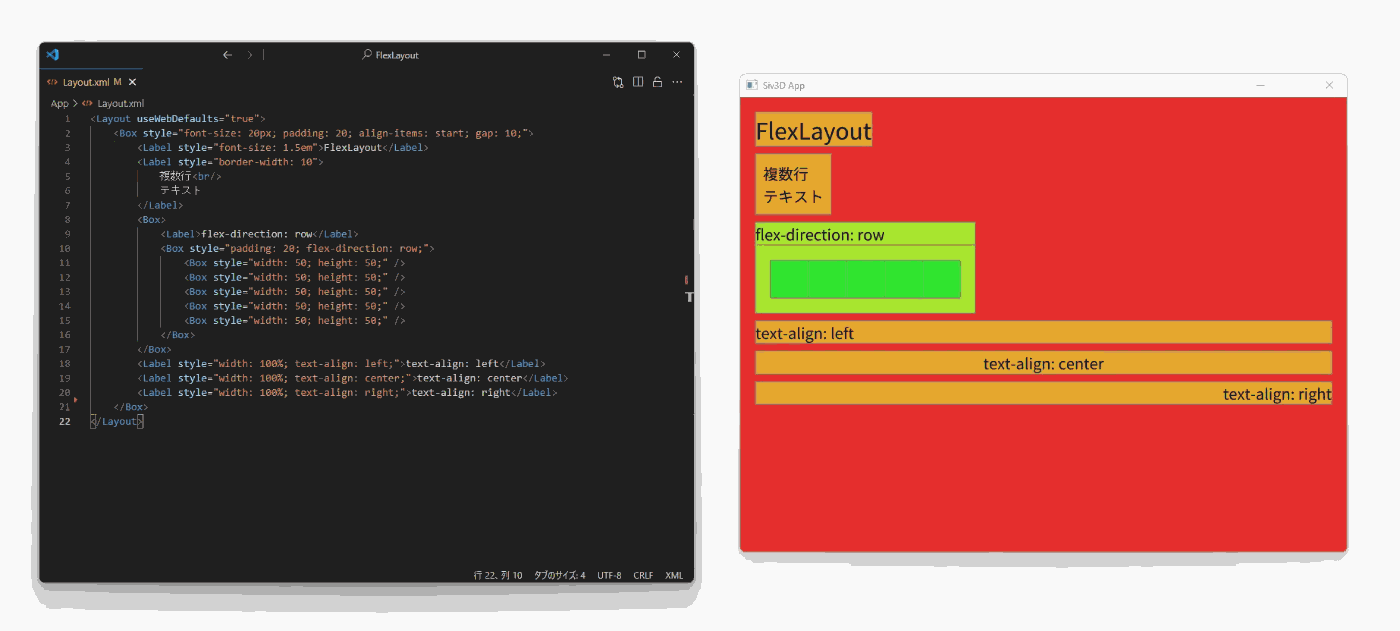 FlexLayout
Layout.xml M
App > Layout.xml
1 <Layout useWebDefaults="true">
2 <Box style="font-size: 20px; padding: 20; align-items: start; gap: 10;">
3 <Label style="font-size: 1.5em">FlexLayout</Label>
4 <Label style="border-width: 10">
5 複数行<br/>
6 テキスト
7 </Label>
8 <Box>
9 <Label>flex-direction: row</Label>
10 <Box style="padding: 20; flex-direction: row;">
11 <Box style="width: 50; height: 50;" />
12 <Box style="width: 50; height: 50;" />
13 <Box style="width: 50; height: 50;" />
14 <Box style="width: 50; height: 50;" />
15 <Box style="width: 50; height: 50;" />
16 </Box>
17 </Box>
18 <Label style="width: 100%; text-align: left;">text-align: left</Label>
19 <Label style="width: 100%; text-align: center;">text-align: center</Label>
20 <Label style="width: 100%; text-align: right;">text-align: right</Label>
21 </Box>
22 </Layout>
行 22、列 10 タブのサイズ: 4 UTF-8 CRLF XML
Siv3D App
FlexLayout
複数行
テキスト
flex-direction: row
text-align: left
text-align: center
text-align: right